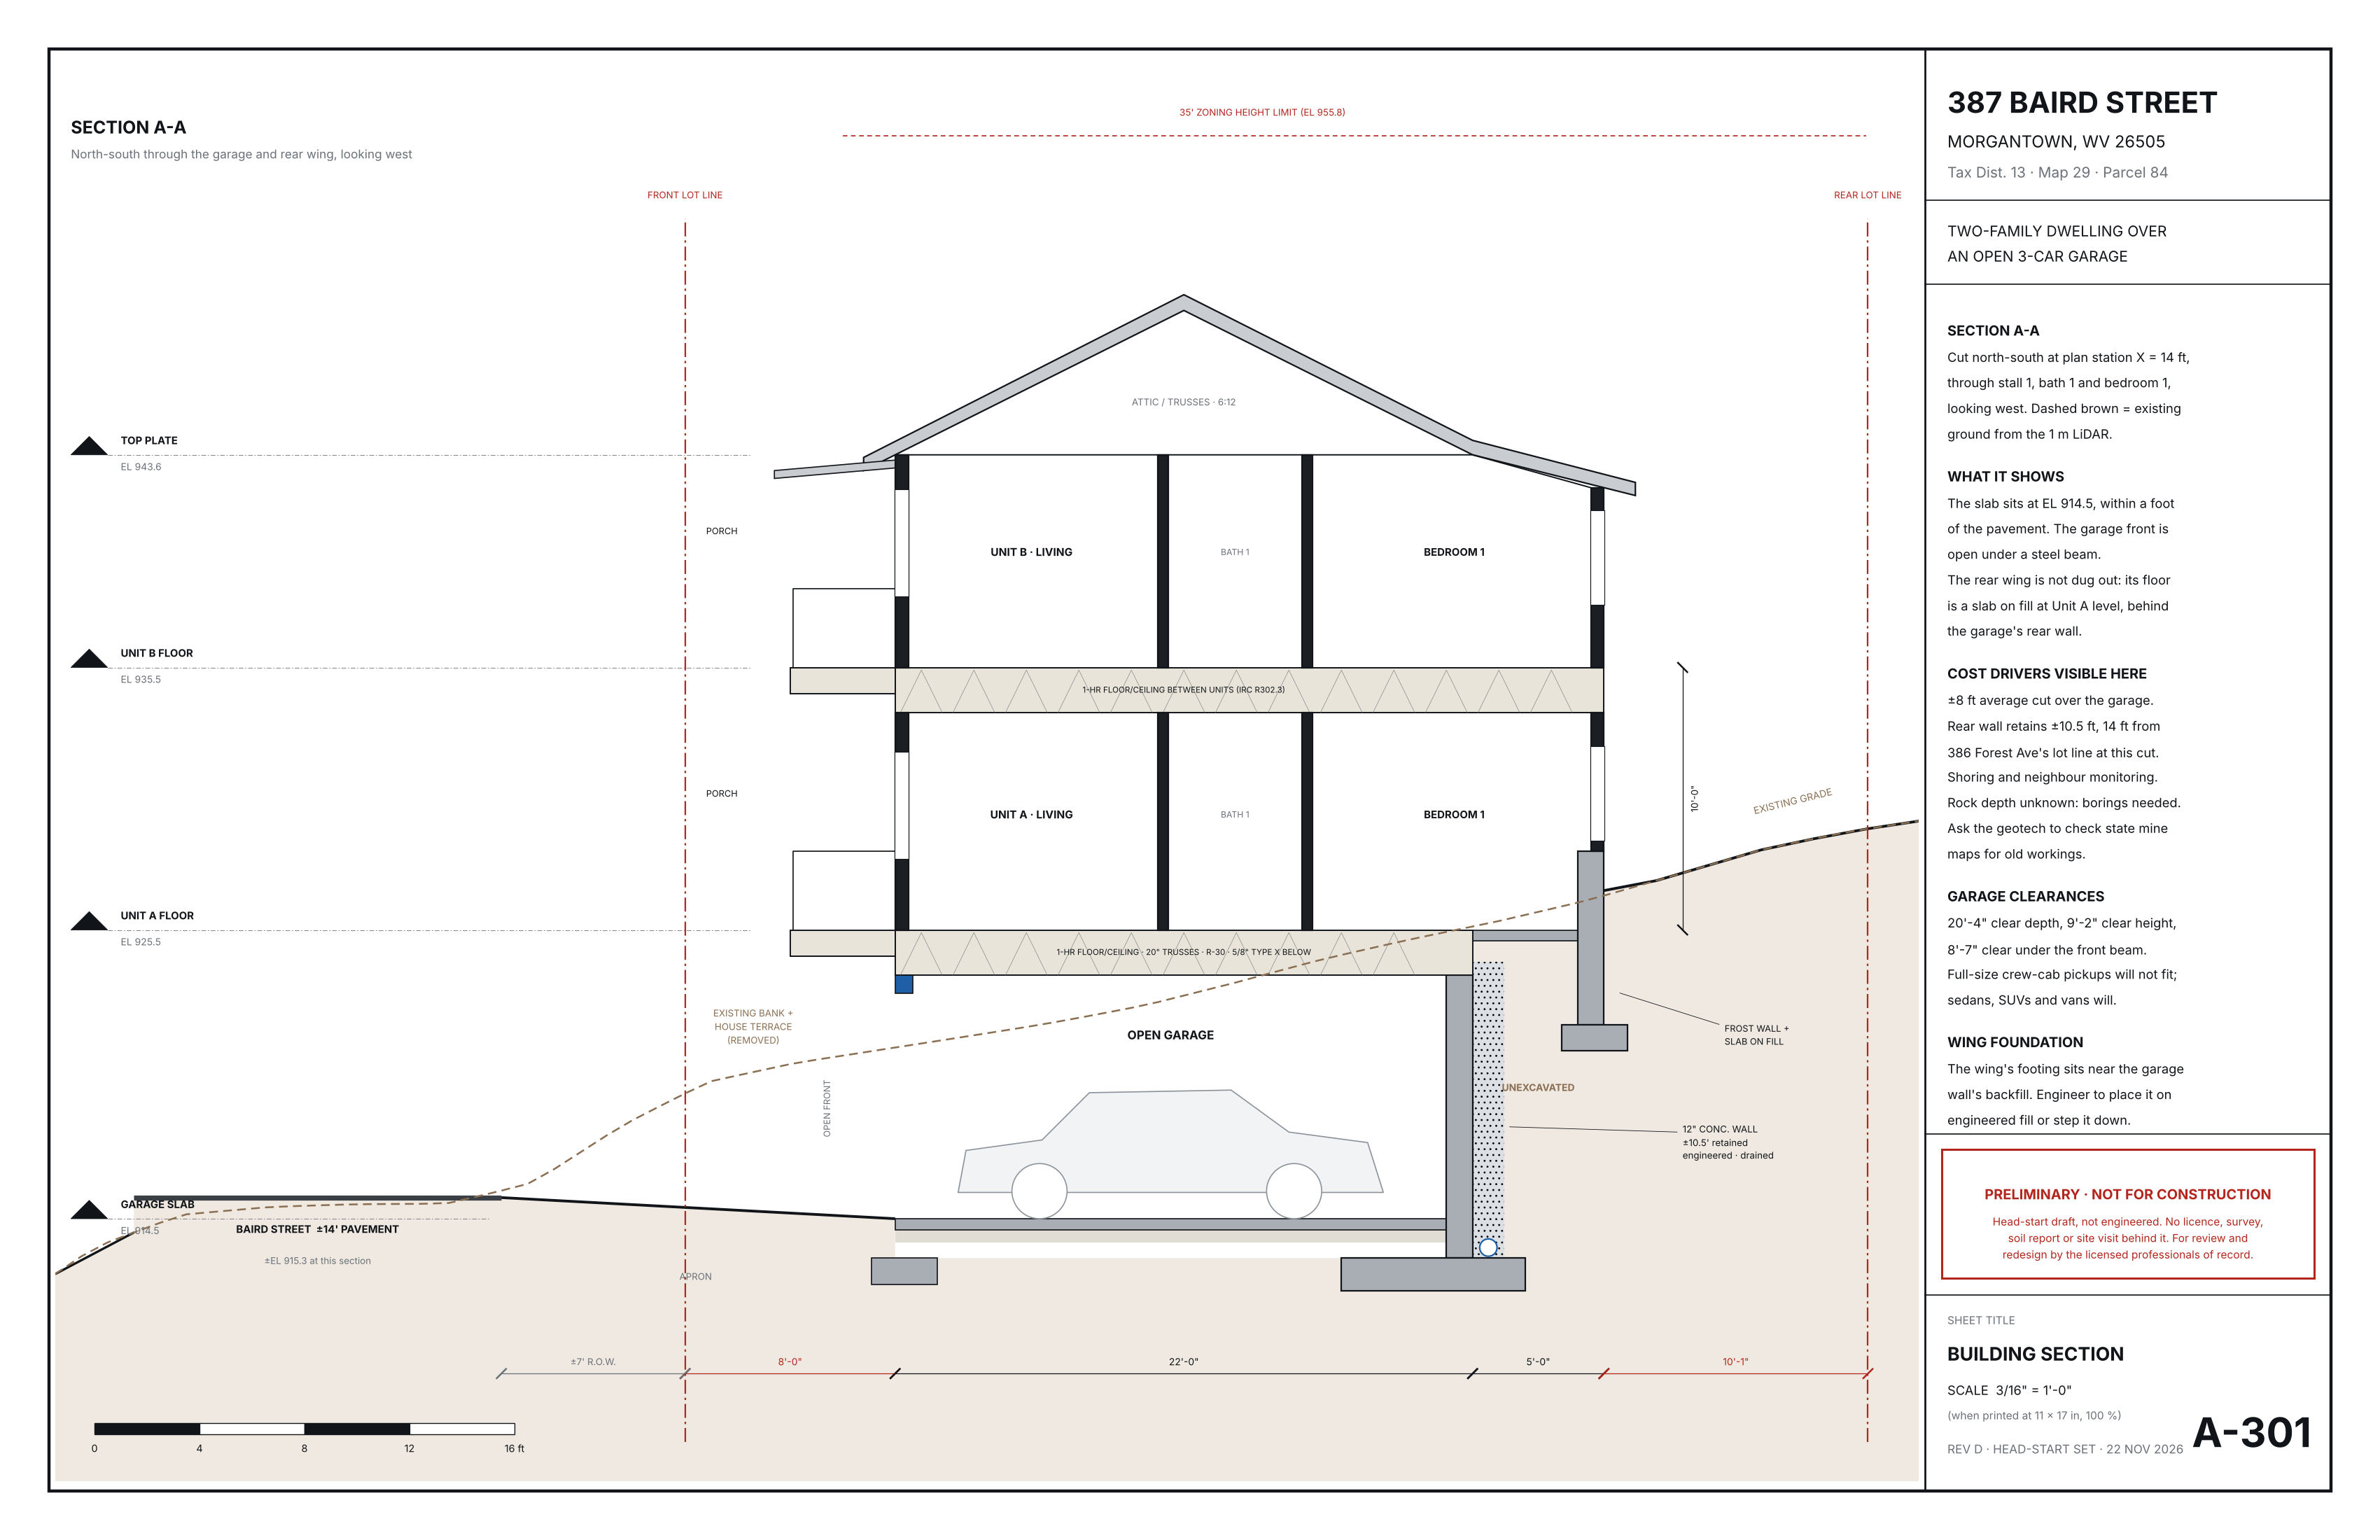 SECTION A-A
North-south through the garage and rear wing, looking west
35' ZONING HEIGHT LIMIT (EL 955.8)
FRONT LOT LINE
REAR LOT LINE
ATTIC / TRUSSES · 6:12
TOP PLATE
EL 943.6
PORCH
UNIT B · LIVING
BATH 1
BEDROOM 1
UNIT B FLOOR
EL 935.5
1-HR FLOOR/CEILING BETWEEN UNITS (IRC R302.3)
PORCH
UNIT A · LIVING
BATH 1
BEDROOM 1
10'-0"
EXISTING GRADE
UNIT A FLOOR
EL 925.5
1-HR FLOOR/CEILING · 20" TRUSSES · R-30 · 5/8" TYPE X BELOW
EXISTING BANK +
HOUSE TERRACE
(REMOVED)
OPEN GARAGE
OPEN FRONT
FROST WALL +
SLAB ON FILL
UNEXCAVATED
12" CONC. WALL
±10.5' retained
engineered · drained
GARAGE SLAB
EL 914.5
BAIRD STREET ±14' PAVEMENT
±EL 915.3 at this section
APRON
±7' R.O.W.
8'-0"
22'-0"
5'-0"
10'-1"
0 4 8 12 16 ft
387 BAIRD STREET
MORGANTOWN, WV 26505
Tax Dist. 13 · Map 29 · Parcel 84
TWO-FAMILY DWELLING OVER
AN OPEN 3-CAR GARAGE
SECTION A-A
Cut north-south at plan station X = 14 ft,
through stall 1, bath 1 and bedroom 1,
looking west. Dashed brown = existing
ground from the 1 m LiDAR.
WHAT IT SHOWS
The slab sits at EL 914.5, within a foot
of the pavement. The garage front is
open under a steel beam.
The rear wing is not dug out: its floor
is a slab on fill at Unit A level, behind
the garage's rear wall.
COST DRIVERS VISIBLE HERE
±8 ft average cut over the garage.
Rear wall retains ±10.5 ft, 14 ft from
386 Forest Ave's lot line at this cut.
Shoring and neighbour monitoring.
Rock depth unknown: borings needed.
Ask the geotech to check state mine
maps for old workings.
GARAGE CLEARANCES
20'-4" clear depth, 9'-2" clear height,
8'-7" clear under the front beam.
Full-size crew-cab pickups will not fit;
sedans, SUVs and vans will.
WING FOUNDATION
The wing's footing sits near the garage
wall's backfill. Engineer to place it on
engineered fill or step it down.
PRELIMINARY · NOT FOR CONSTRUCTION
Head-start draft, not engineered. No licence, survey,
soil report or site visit behind it. For review and
redesign by the licensed professionals of record.
SHEET TITLE
BUILDING SECTION
SCALE 3/16" = 1'-0"
(when printed at 11 × 17 in, 100 %)
REV D · HEAD-START SET · 22 NOV 2026
A-301